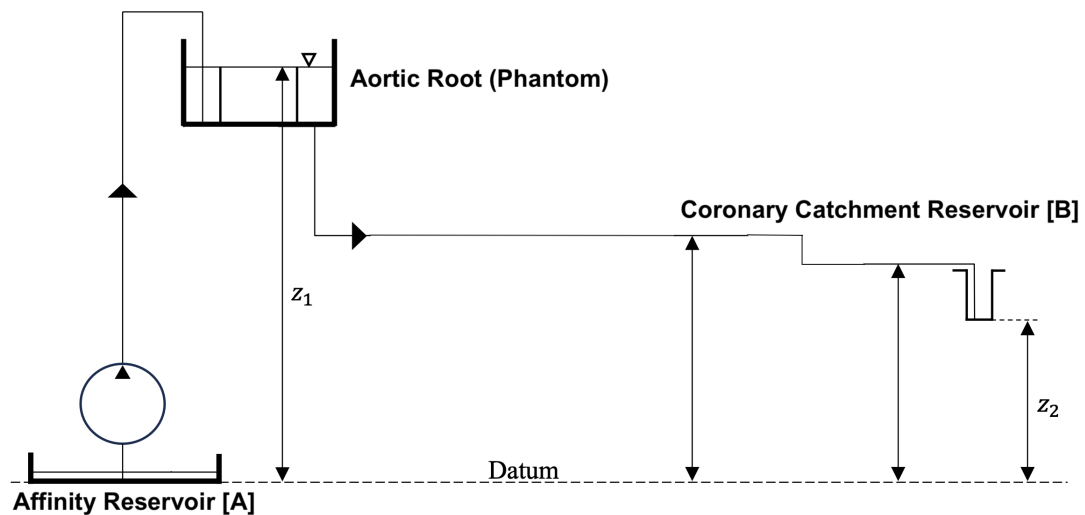 Aortic Root (Phantom)
Coronary Catchment Reservoir [B]
z₁
z₂
Datum
Affinity Reservoir [A]